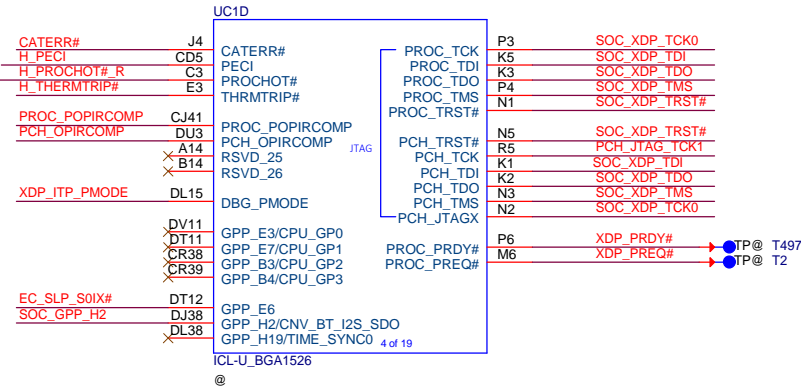 UC1D
CATERR# J4 CATERR# PROC_TCK P3 SOC_XDP_TCK0
H_PECI CD5 PECI PROC_TDI K5 SOC_XDP_TDI
H_PROCHOT#_R C3 PROCHOT# PROC_TDO K3 SOC_XDP_TDO
H_THERMTRIP# E3 THRMTRIP# PROC_TMS P4 SOC_XDP_TMS
PROC_TRST# N1 SOC_XDP_TRST#
PROC_POPIRCOMP CJ41 PROC_POPIRCOMP
PCH_OPIRCOMP DU3 PCH_OPIRCOMP JTAG PCH_TRST# N5 SOC_XDP_TRST#
A14 RSVD_25 PCH_TCK R5 PCH_JTAG_TCK1
B14 RSVD_26 PCH_TDI K1 SOC_XDP_TDI
PCH_TDO K2 SOC_XDP_TDO
XDP_ITP_PMODE DL15 DBG_PMODE PCH_TMS N3 SOC_XDP_TMS
PCH_JTAGX N2 SOC_XDP_TCK0
DV11 GPP_E3/CPU_GP0
DT11 GPP_E7/CPU_GP1 PROC_PRDY# P6 XDP_PRDY# TP@ T497
CR38 GPP_B3/CPU_GP2 PROC_PREQ# M6 XDP_PREQ# TP@ T2
CR39 GPP_B4/CPU_GP3
EC_SLP_S0IX# DT12 GPP_E6
SOC_GPP_H2 DJ38 GPP_H2/CNV_BT_I2S_SDO
DL38 GPP_H19/TIME_SYNC0 4 of 19
ICL-U_BGA1526
@